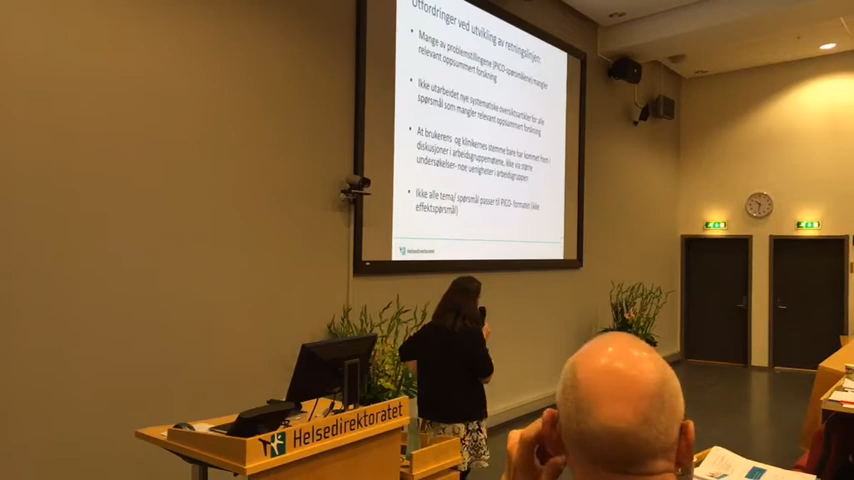 Utfordringer ved utvikling av retningslinjen:
• Mange av problemstillingene (PICO-spørsmålene) mangler
relevant oppsummert forskning
• Ikke utarbeidet nye systematiske oversiktsartikler for alle
spørsmål som mangler relevant oppsummert forskning
• At brukerens og klinikernes stemme bare har kommet frem i
diskusjoner i arbeidsgruppemøtene, ikke via større
undersøkelser- noe uenigheter i arbeidsgruppen
• Ikke alle tema/ spørsmål passer til PICO- formatet (ikke
effektspørsmål)
Helsedirektoratet
Helsedirektoratet